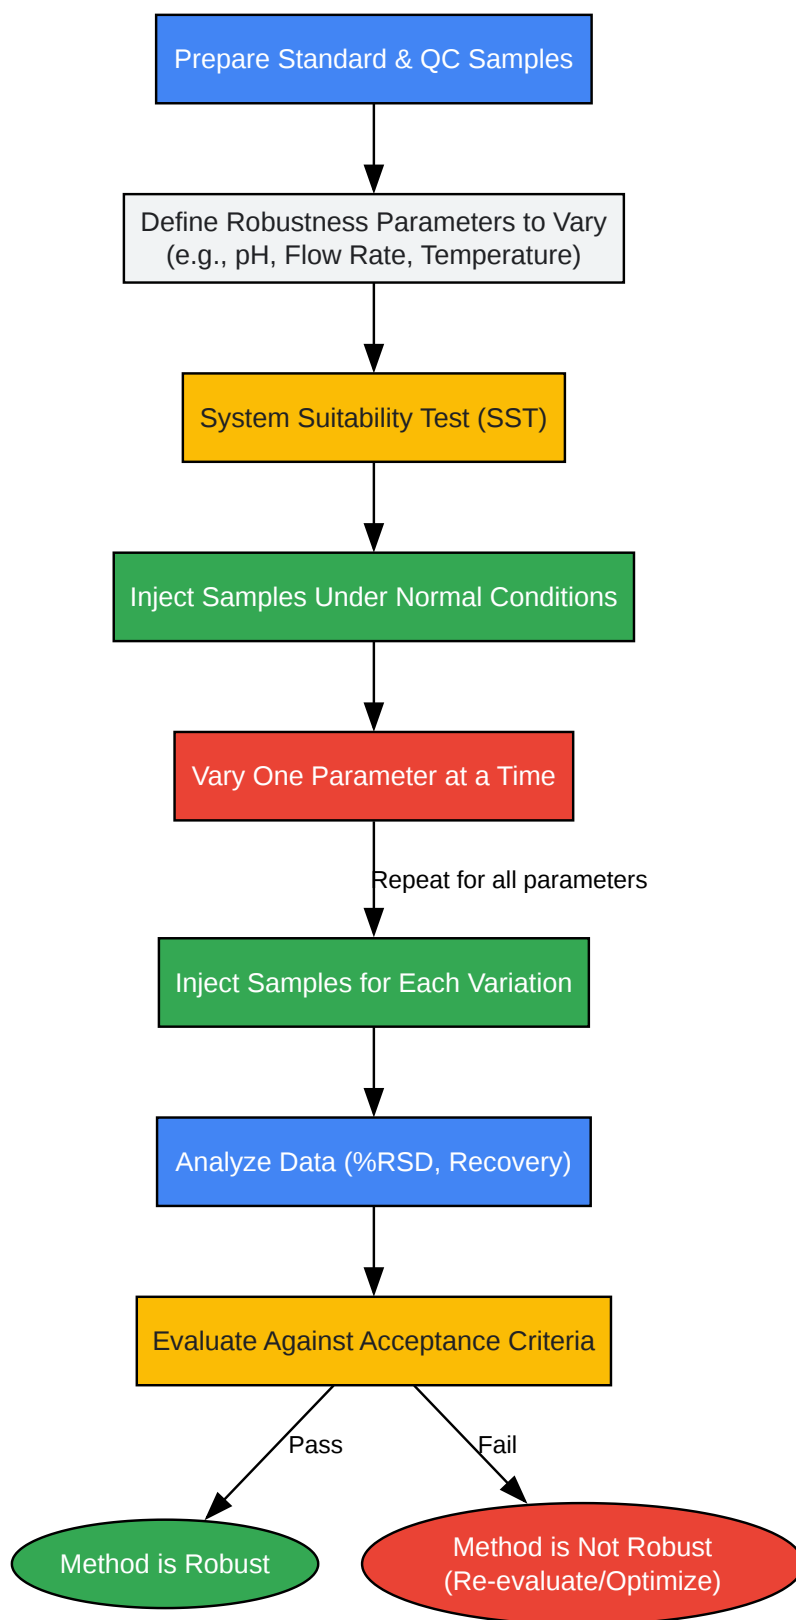 Prepare Standard & QC Samples
Define Robustness Parameters to Vary
(e.g., pH, Flow Rate, Temperature)
System Suitability Test (SST)
Inject Samples Under Normal Conditions
Vary One Parameter at a Time
Repeat for all parameters
Inject Samples for Each Variation
Analyze Data (%RSD, Recovery)
Evaluate Against Acceptance Criteria
Pass
Fail
Method is Robust
Method is Not Robust
(Re-evaluate/Optimize)